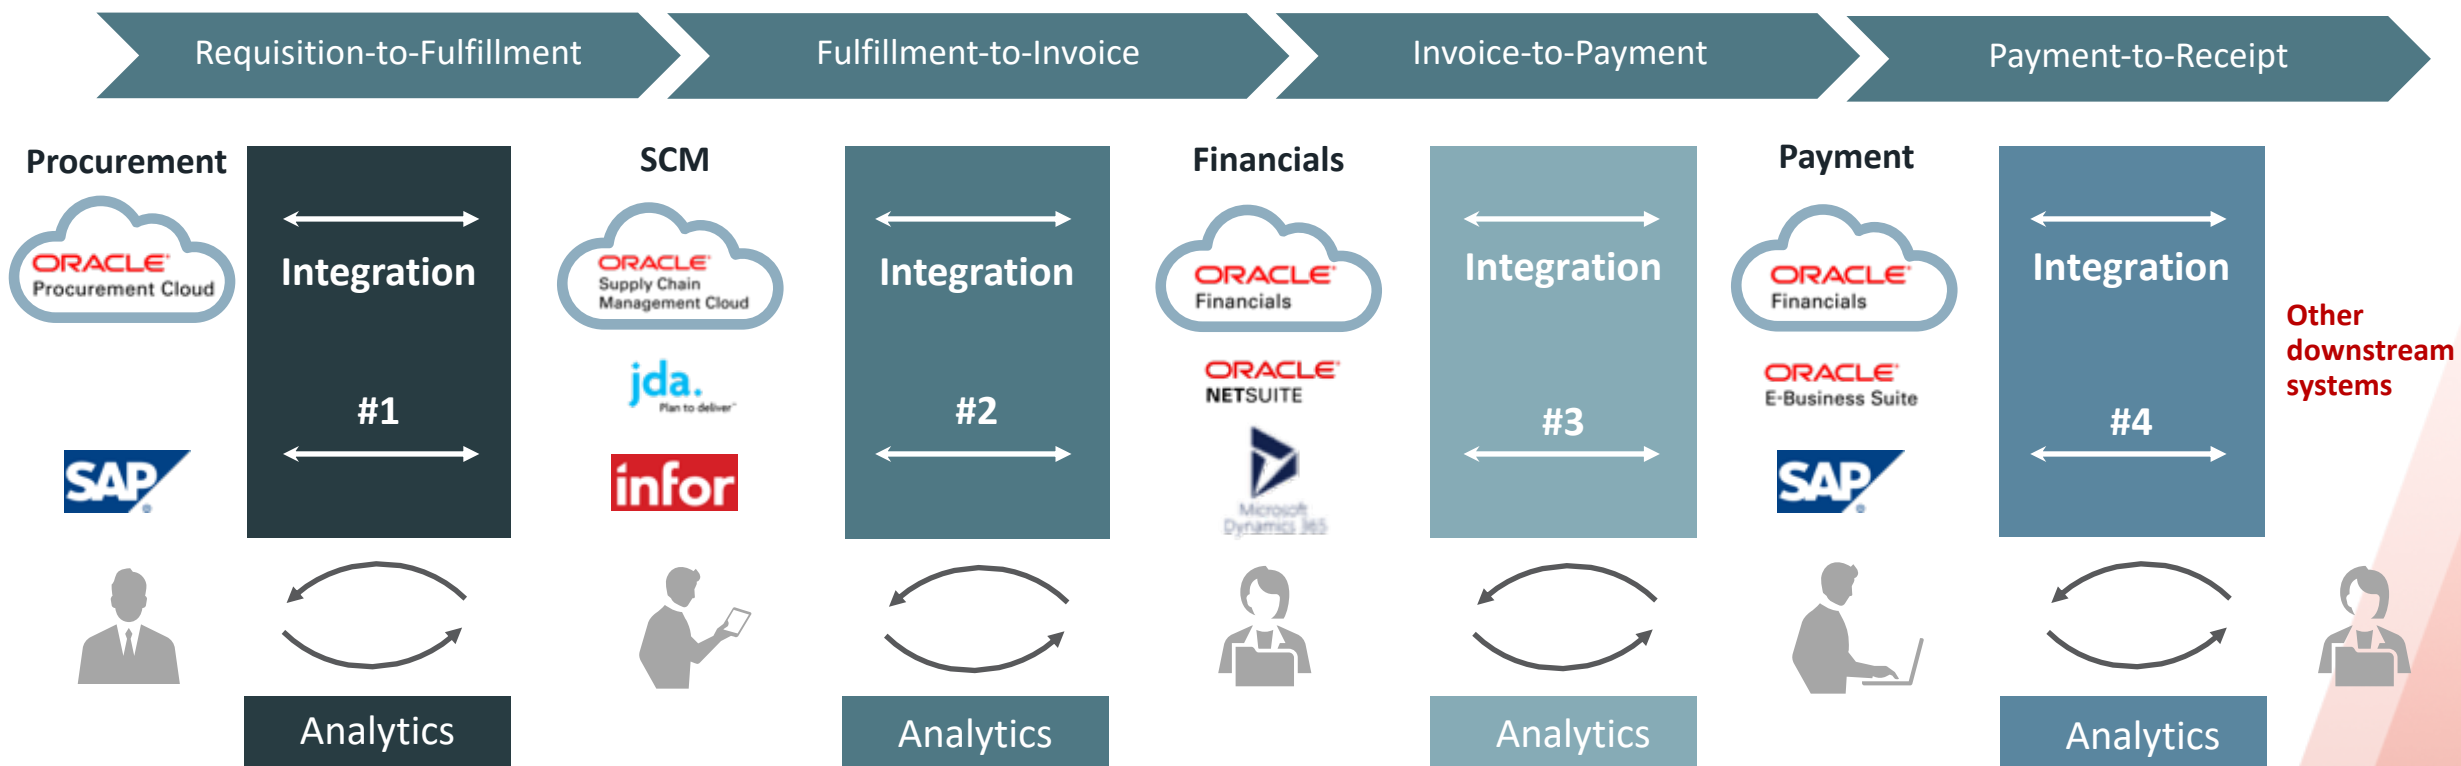 Requisition-to-Fulfillment
Fulfillment-to-Invoice
Invoice-to-Payment
Payment-to-Receipt
Procurement
ORACLE
Procurement Cloud
SAP
Integration
#1
SCM
ORACLE
Supply Chain
Management Cloud
jda.
Plan to deliver
infor
Integration
#2
Financials
ORACLE
Financials
ORACLE
NETSUITE
Microsoft
Dynamics 365
Integration
#3
Payment
ORACLE
Financials
ORACLE
E-Business Suite
SAP
Integration
#4
Other
downstream
systems
Analytics
Analytics
Analytics
Analytics